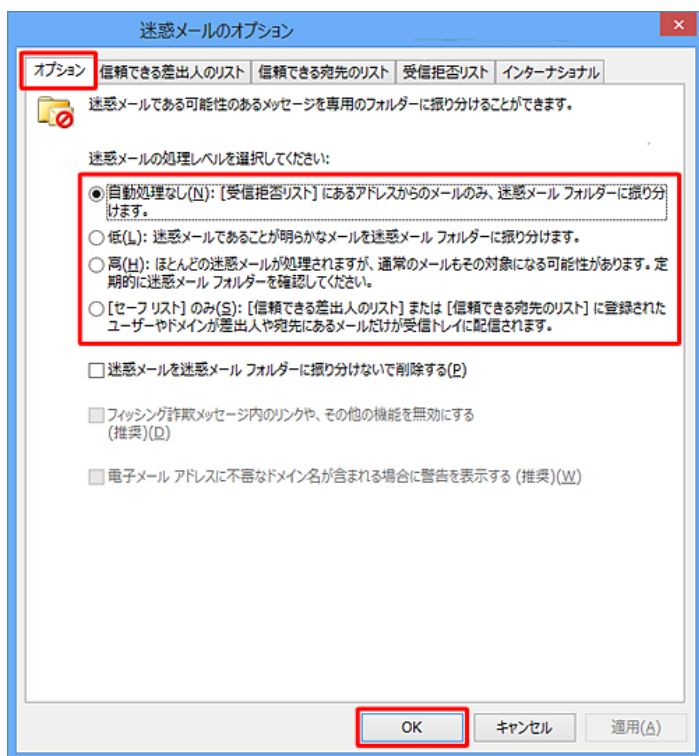 迷惑メールのオプション
オプション 信頼できる差出人のリスト 信頼できる宛先のリスト 受信拒否リスト インターナショナル
迷惑メールである可能性のあるメッセージを専用のフォルダーに振り分けることができます。
迷惑メールの処理レベルを選択してください:
自動処理なし(N): [受信拒否リスト] にあるアドレスからのメールのみ、迷惑メール フォルダーに振り分
けます。
低(L): 迷惑メールであることが明らかなメールを迷惑メール フォルダーに振り分けます。
高(H): ほとんどの迷惑メールが処理されますが、通常のメールもその対象になる可能性があります。定
期的に迷惑メール フォルダーを確認してください。
[セーフ リスト] のみ(S): [信頼できる差出人のリスト] または [信頼できる宛先のリスト] に登録された
ユーザーやドメインが差出人や宛先にあるメールだけが受信トレイに配信されます。
迷惑メールを迷惑メール フォルダーに振り分けないで削除する(P)
フィッシング詐欺メッセージ内のリンクや、その他の機能を無効にする
(推奨)(D)
電子メール アドレスに不審なドメイン名が含まれる場合に警告を表示する (推奨)(W)
OK キャンセル 適用(A)